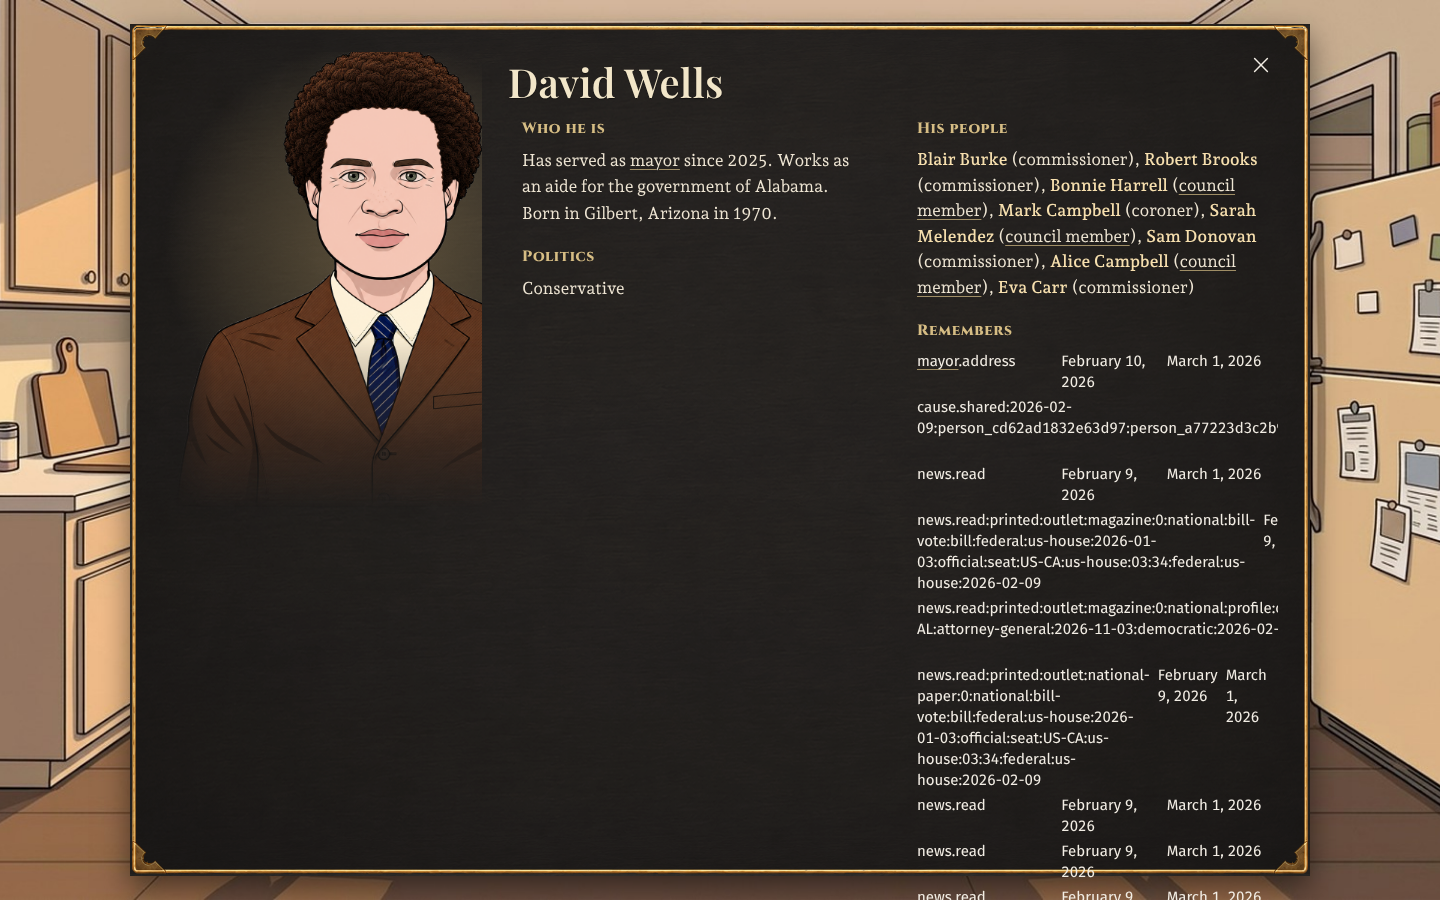 David Wells
Who he is
Has served as mayor since 2025. Works as
an aide for the government of Alabama.
Born in Gilbert, Arizona in 1970.
Politics
Conservative
His people
Blair Burke (commissioner), Robert Brooks
(commissioner), Bonnie Harrell (council
member), Mark Campbell (coroner), Sarah
Melendez (council member), Sam Donovan
(commissioner), Alice Campbell (council
member), Eva Carr (commissioner)
Remembers
mayor.address February 10, March 1, 2026
2026
cause.shared:2026-02-
09:person_cd62ad1832e63d97:person_a77223d3c2b
news.read February 9, March 1, 2026
2026
news.read:printed:outlet:magazine:0:national:bill- Fe
vote:bill:federal:us-house:2026-01- 9,
03:official:seat:US-CA:us-house:03:34:federal:us-
house:2026-02-09
news.read:printed:outlet:magazine:0:national:profile:
AL:attorney-general:2026-11-03:democratic:2026-02-
news.read:printed:outlet:national- February March
paper:0:national:bill- 9, 2026 1,
vote:bill:federal:us-house:2026- 2026
01-03:official:seat:US-CA:us-
house:03:34:federal:us-
house:2026-02-09
news.read February 9, March 1, 2026
2026
news.read February 9, March 1, 2026
2026
news.read February 9, March 1, 2026